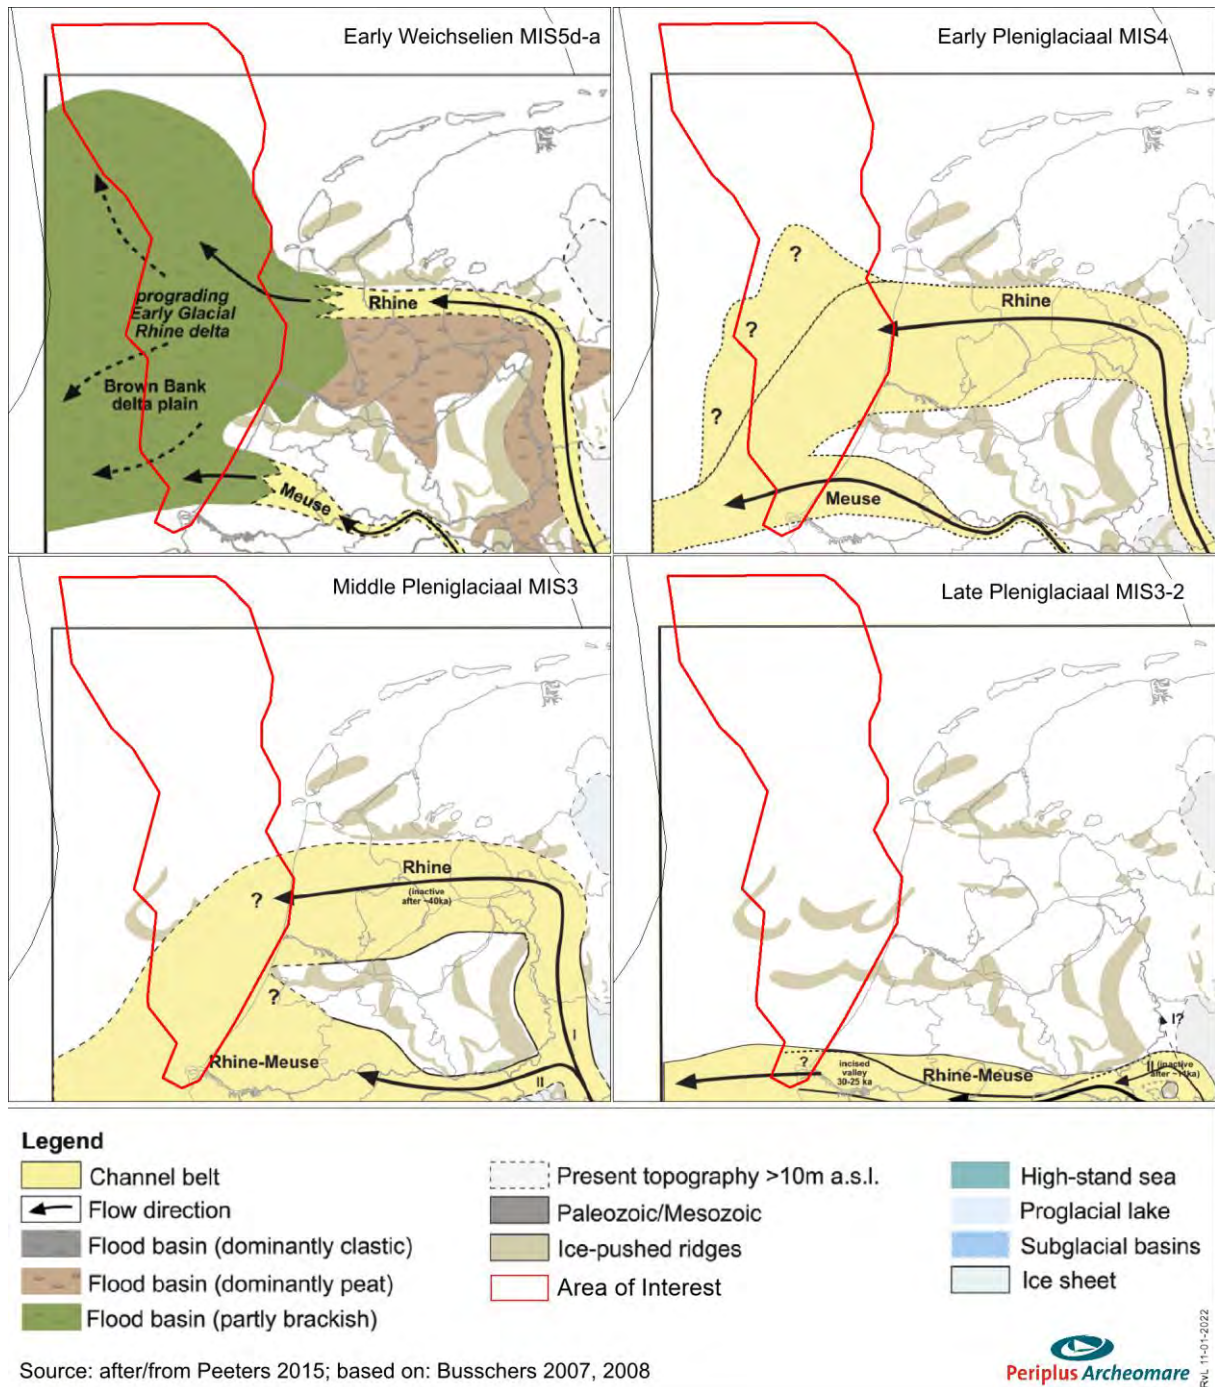 Early Weichselien MIS5d-a
Rhine
prograding
Early Glacial
Rhine delta
Brown Bank
delta plain
Meuse
Early Pleniglaciaal MIS4
?
Rhine
?
?
Meuse
Middle Pleniglaciaal MIS3
Rhine
(inactive
after ~40ka)
?
?
Rhine-Meuse
I
II
Late Pleniglaciaal MIS3-2
I?
?
incised
valley
30-25 ka
Rhine-Meuse
II (inactive
Legend
Channel belt
Flow direction
Flood basin (dominantly clastic)
Flood basin (dominantly peat)
Flood basin (partly brackish)
Present topography >10m a.s.l.
Paleozoic/Mesozoic
Ice-pushed ridges
Area of Interest
High-stand sea
Proglacial lake
Subglacial basins
Ice sheet
Source: after/from Peeters 2015; based on: Busschers 2007, 2008
Periplus Archeomare
RvL 11-01-2022